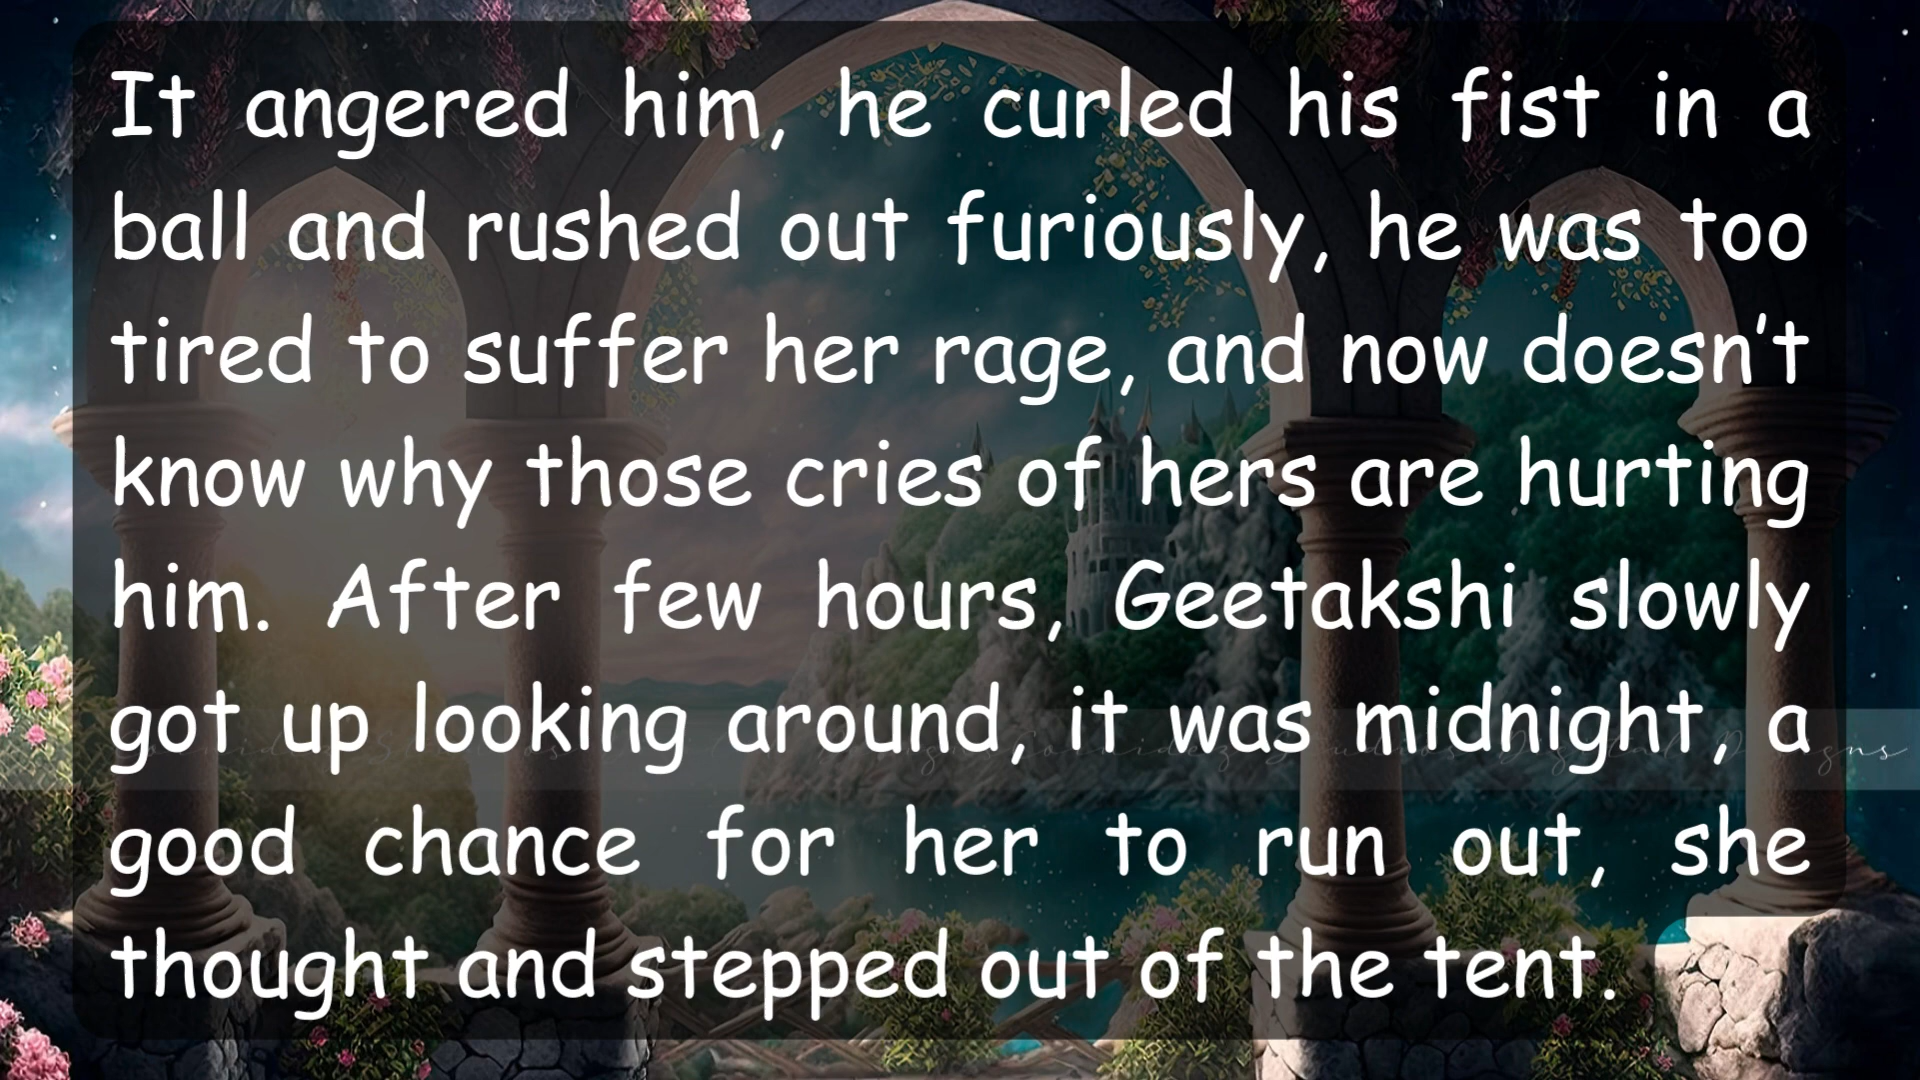 It angered him, he curled his fist in a
ball and rushed out furiously, he was too
tired to suffer her rage, and now doesn't
know why those cries of hers are hurting
him. After few hours, Geetakshi slowly
got up looking around, it was midnight, a
good chance for her to run out, she
thought and stepped out of the tent.